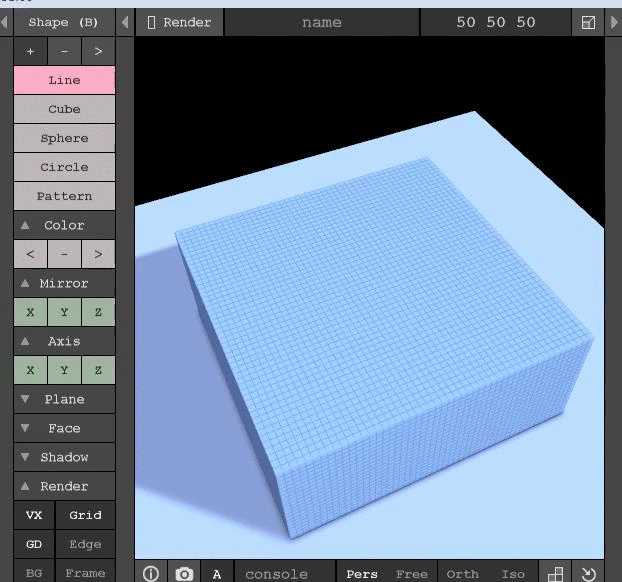 Shape (B) Render name 50 50 50
+ - >
Line
Cube
Sphere
Circle
Pattern
Color
< - >
Mirror
X Y Z
Axis
X Y Z
Plane
Face
Shadow
Render
VX Grid
GD Edge
BG Frame
A console Pers Free Orth Iso